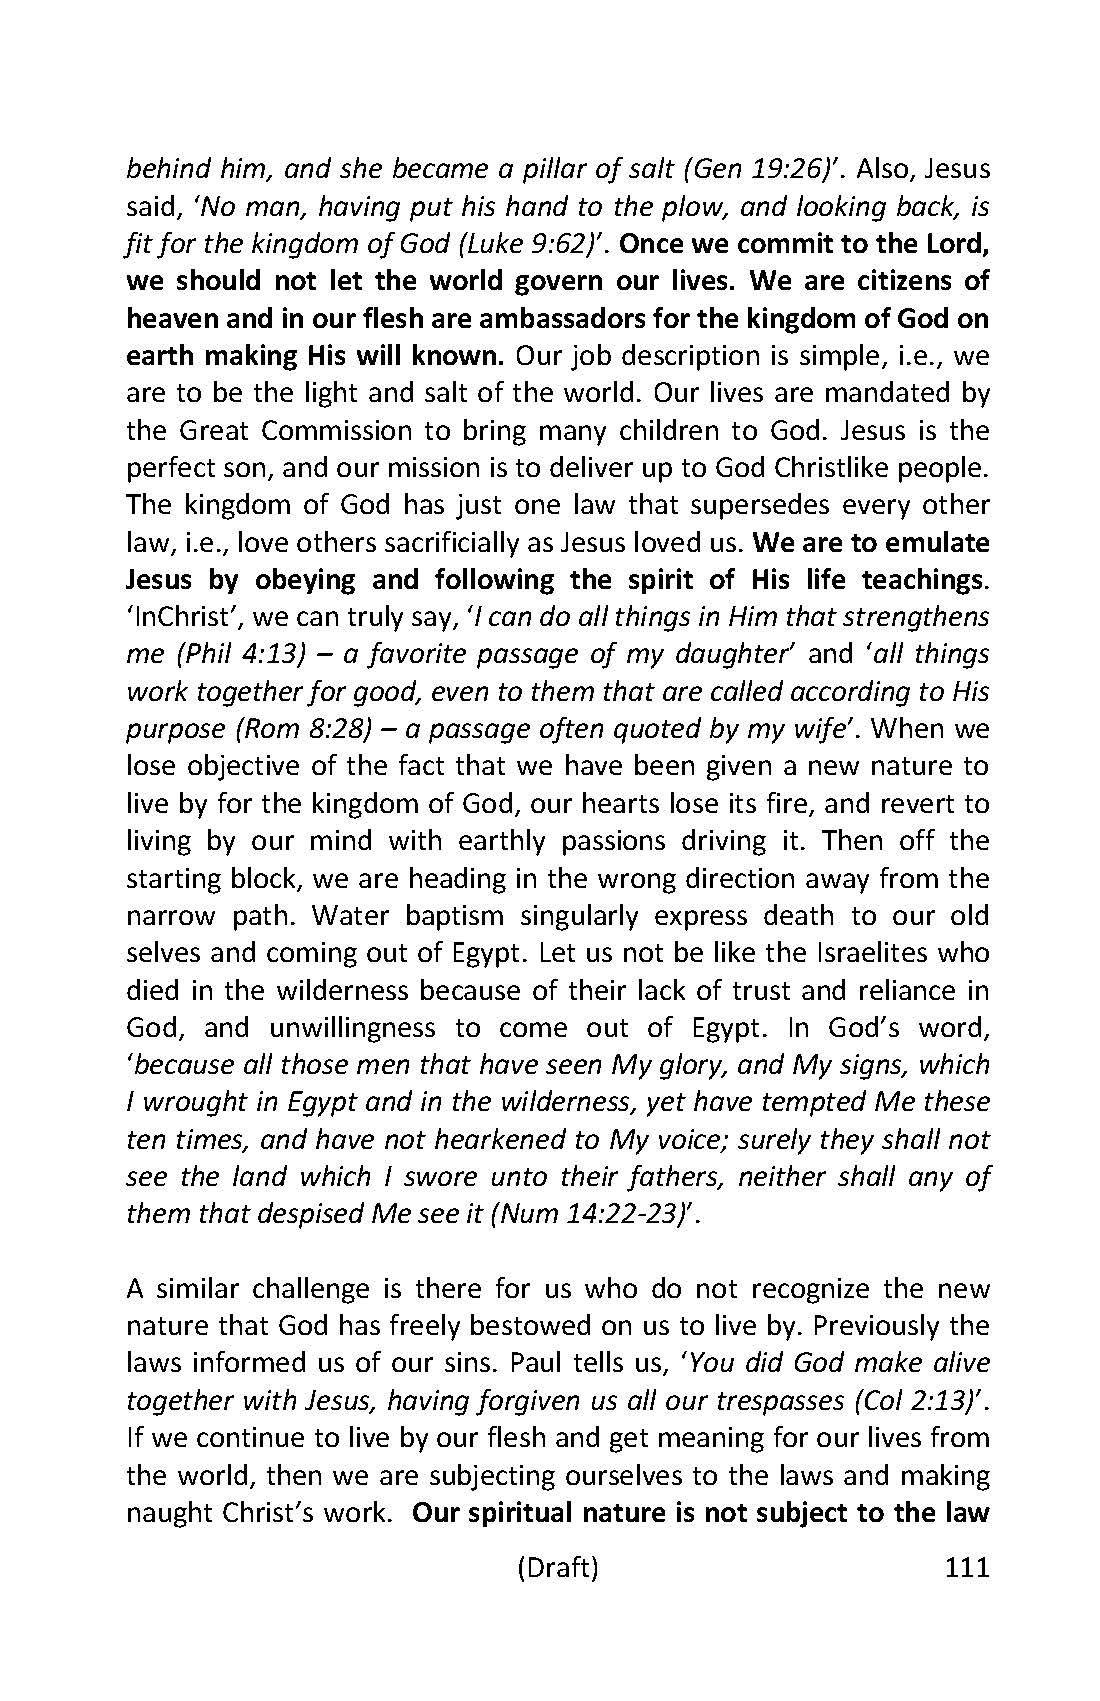 behind him, and she became a pillar of salt (Gen 19:26)’. Also, Jesus
said, ‘No man, having put his hand to the plow, and looking back, is
fit for the kingdom of God (Luke 9:62)’. Once we commit to the Lord,
we should not let the world govern our lives. We are citizens of
heaven and in our flesh are ambassadors for the kingdom of God on
earth making His will known. Our job description is simple, i.e., we
are to be the light and salt of the world. Our lives are mandated by
the Great Commission to bring many children to God. Jesus is the
perfect son, and our mission is to deliver up to God Christlike people.
The kingdom of God has just one law that supersedes every other
law, i.e., love others sacrificially as Jesus loved us. We are to emulate
Jesus by obeying and following the spirit of His life teachings.
‘InChrist’, we can truly say, ‘I can do all things in Him that strengthens
me (Phil 4:13) – a favorite passage of my daughter’ and ‘all things
work together for good, even to them that are called according to His
purpose (Rom 8:28) – a passage often quoted by my wife’. When we
lose objective of the fact that we have been given a new nature to
live by for the kingdom of God, our hearts lose its fire, and revert to
living by our mind with earthly passions driving it. Then off the
starting block, we are heading in the wrong direction away from the
narrow path. Water baptism singularly express death to our old
selves and coming out of Egypt. Let us not be like the Israelites who
died in the wilderness because of their lack of trust and reliance in
God, and unwillingness to come out of Egypt. In God’s word,
‘because all those men that have seen My glory, and My signs, which
I wrought in Egypt and in the wilderness, yet have tempted Me these
ten times, and have not hearkened to My voice; surely they shall not
see the land which I swore unto their fathers, neither shall any of
them that despised Me see it (Num 14:22-23)’.
A similar challenge is there for us who do not recognize the new
nature that God has freely bestowed on us to live by. Previously the
laws informed us of our sins. Paul tells us, ‘You did God make alive
together with Jesus, having forgiven us all our trespasses (Col 2:13)’.
If we continue to live by our flesh and get meaning for our lives from
the world, then we are subjecting ourselves to the laws and making
naught Christ’s work. Our spiritual nature is not subject to the law
(Draft) 111